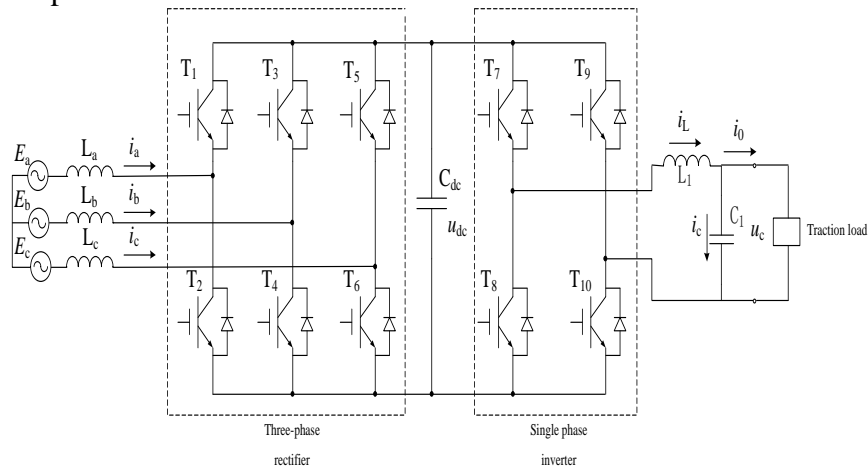 T1 T3 T5 T7 T9
Ea La ia
Eb Lb ib
Ec Lc ic
Cdc
udc
iL i0
L1
ic C1 uc Traction load
T2 T4 T6 T8 T10
Three-phase
rectifier
Single phase
inverter